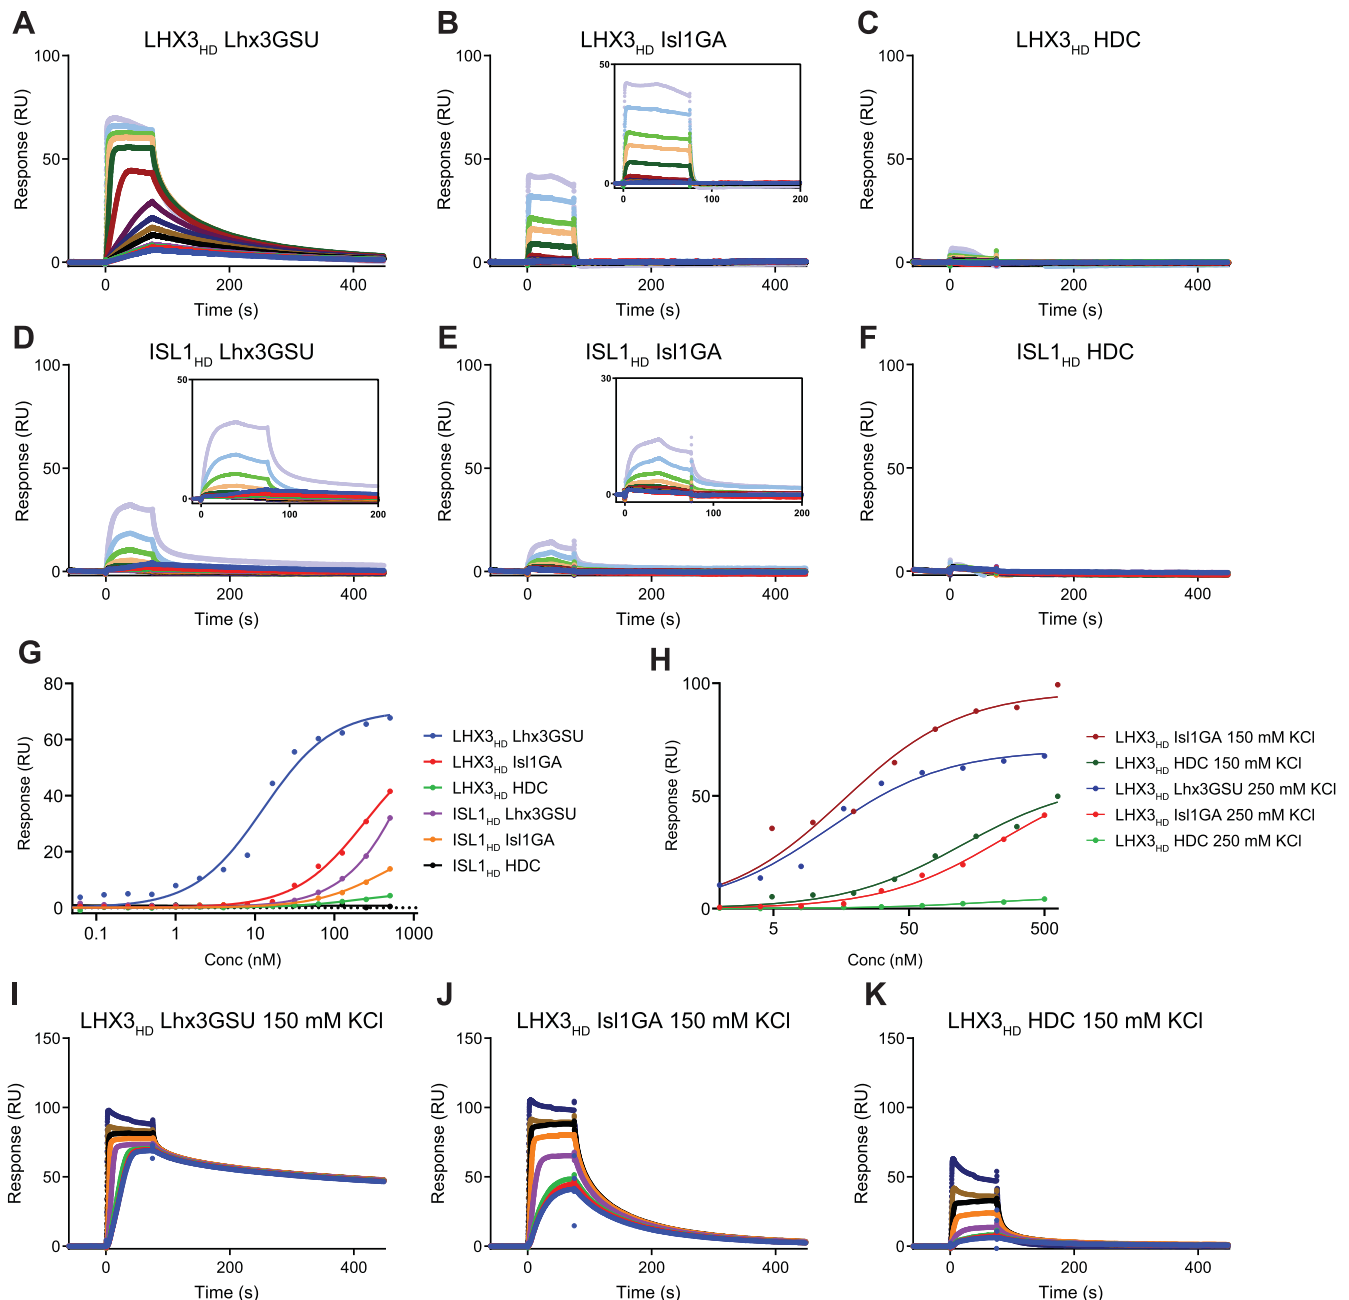 A
LHX3HD Lhx3GSU
100
50
0
Response (RU)
0
200
400
Time (s)
B
LHX3HD Isl1GA
100
50
0
Response (RU)
50
0
0
100
200
0
200
400
Time (s)
C
LHX3HD HDC
100
50
0
Response (RU)
0
200
400
Time (s)
D
ISL1HD Lhx3GSU
100
50
0
Response (RU)
50
0
0
100
200
0
200
400
Time (s)
E
ISL1HD Isl1GA
100
50
0
Response (RU)
30
0
0
100
200
0
200
400
Time (s)
F
ISL1HD HDC
100
50
0
Response (RU)
0
200
400
Time (s)
G
80
60
40
20
0
Response (RU)
0.1
1
10
100
1000
Conc (nM)
LHX3HD Lhx3GSU
LHX3HD Isl1GA
LHX3HD HDC
ISL1HD Lhx3GSU
ISL1HD Isl1GA
ISL1HD HDC
H
100
50
0
Response (RU)
5
50
500
Conc (nM)
LHX3HD Isl1GA 150 mM KCl
LHX3HD HDC 150 mM KCl
LHX3HD Lhx3GSU 250 mM KCl
LHX3HD Isl1GA 250 mM KCl
LHX3HD HDC 250 mM KCl
I
LHX3HD Lhx3GSU 150 mM KCl
150
100
50
0
Response (RU)
0
200
400
Time (s)
J
LHX3HD Isl1GA 150 mM KCl
150
100
50
0
Response (RU)
0
200
400
Time (s)
K
LHX3HD HDC 150 mM KCl
150
100
50
0
Response (RU)
0
200
400
Time (s)